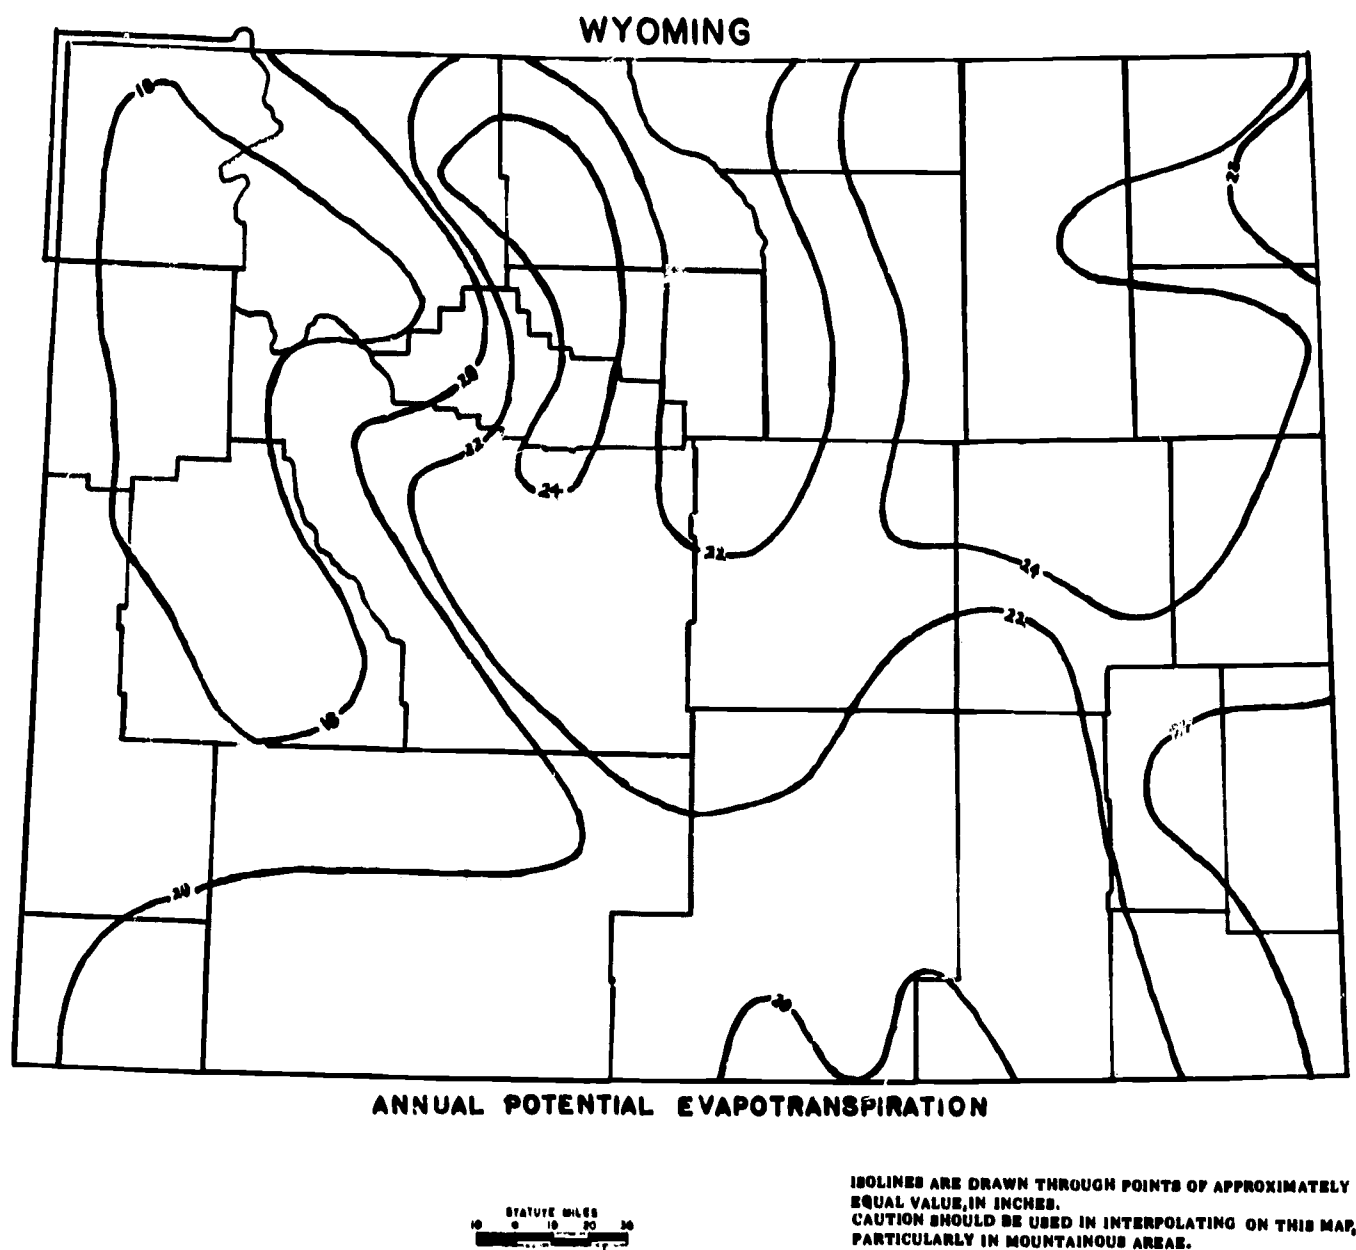 WYOMING
18
22
20
22
24
22
24
22
18
20
20
ANNUAL POTENTIAL EVAPOTRANSPIRATION
STATUTE MILES
10 0 10 20 30
ISOLINES ARE DRAWN THROUGH POINTS OF APPROXIMATELY
EQUAL VALUE, IN INCHES.
CAUTION SHOULD BE USED IN INTERPOLATING ON THIS MAP,
PARTICULARLY IN MOUNTAINOUS AREAS.